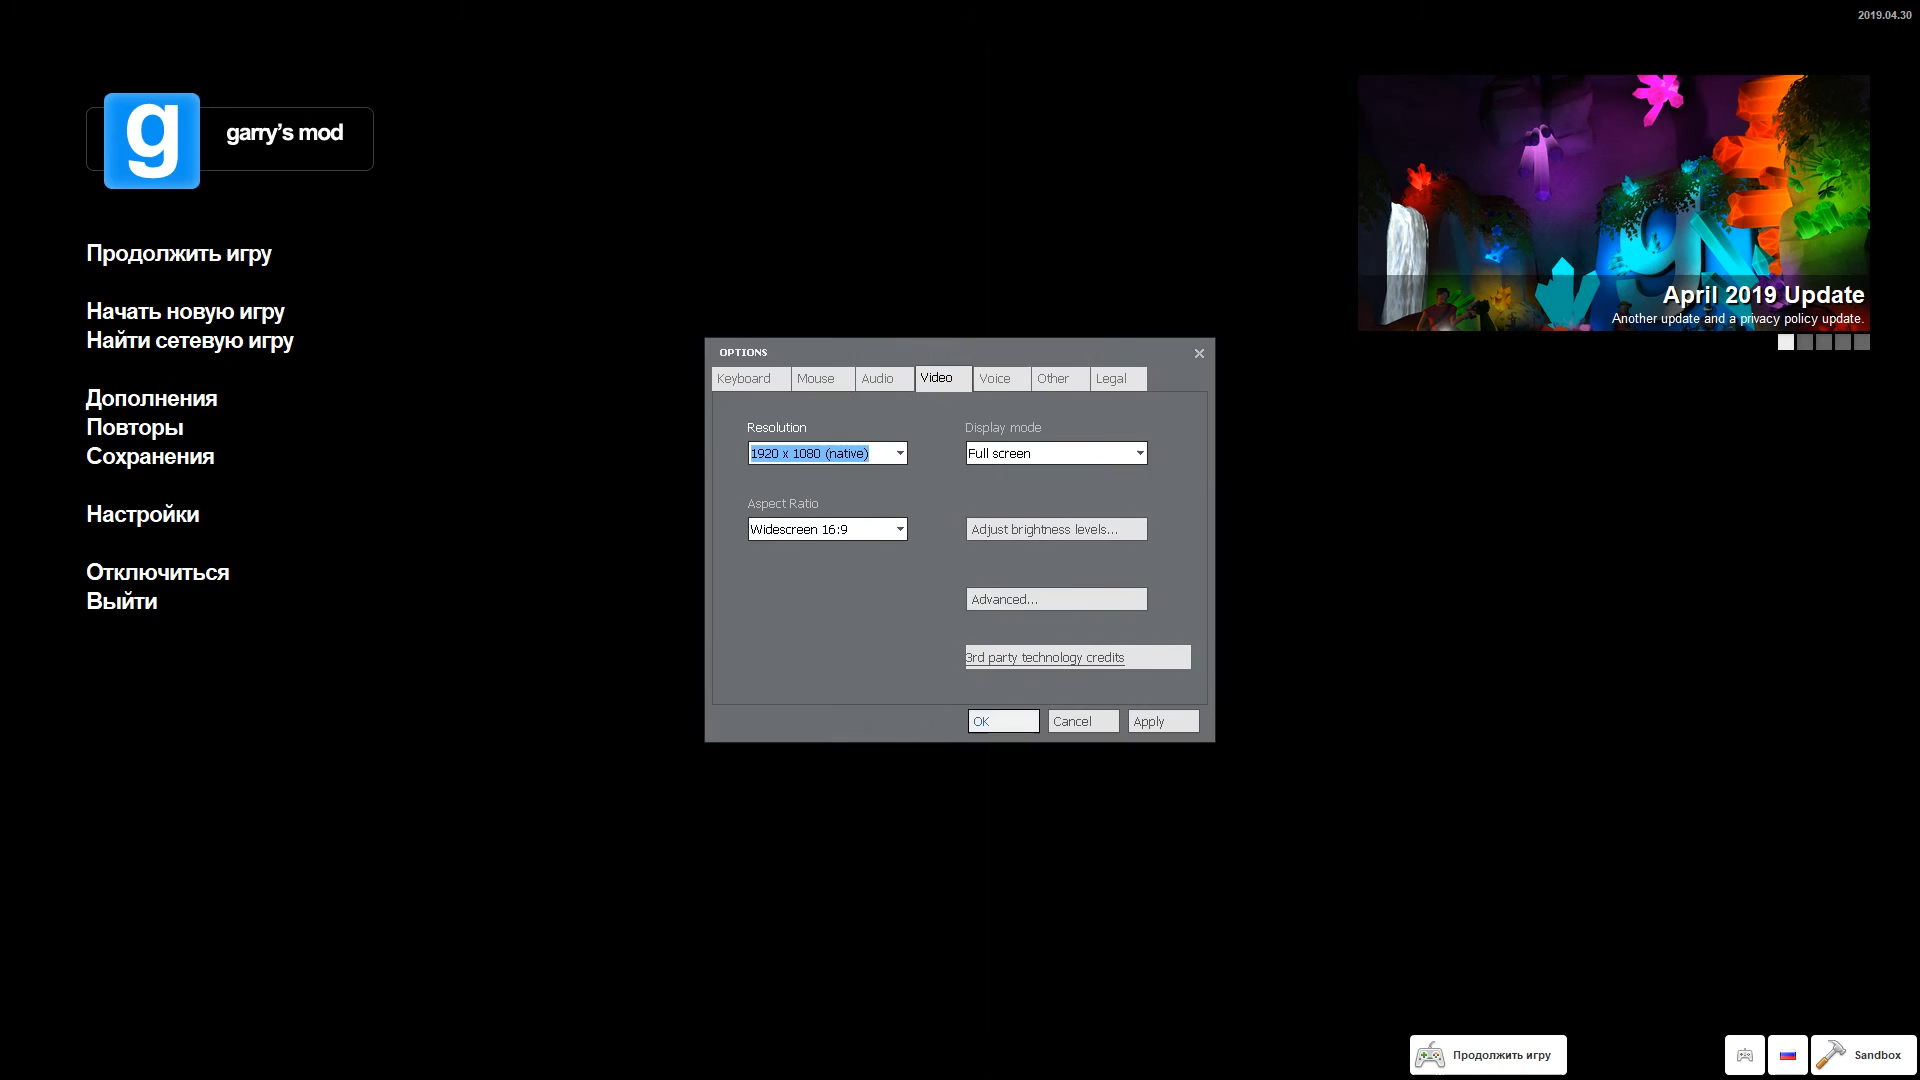 2019.04.30
g
garry's mod
Продолжить игру
Начать новую игру
Найти сетевую игру
Дополнения
Повторы
Сохранения
Настройки
Отключиться
Выйти
April 2019 Update
Another update and a privacy policy update.
OPTIONS
Keyboard Mouse Audio Video Voice Other Legal
Resolution Display mode
1920 x 1080 (native) Full screen
Aspect Ratio
Widescreen 16:9 Adjust brightness levels...
Advanced...
3rd party technology credits
OK Cancel Apply
Продолжить игру Sandbox